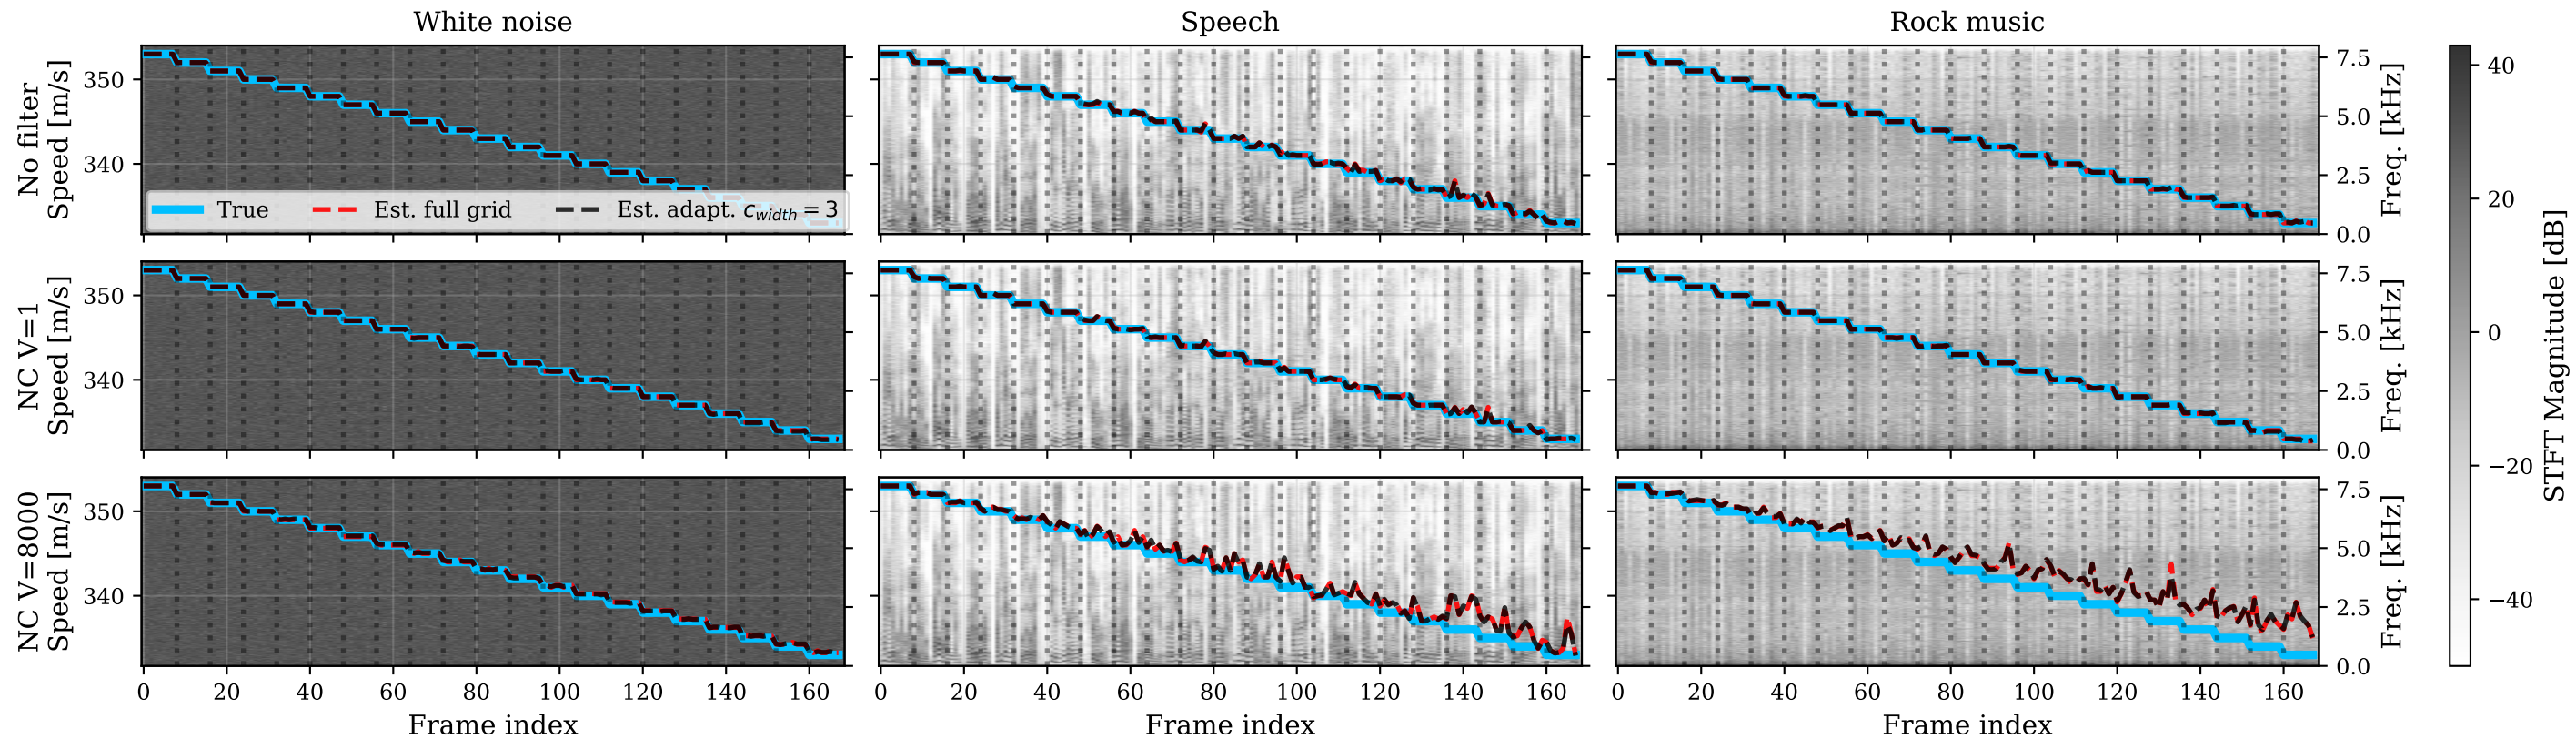 White noise Speech Rock music
No filter
Speed [m/s]
350
340
True Est. full grid Est. adapt. c_width = 3
7.5
5.0
2.5
0.0
Freq. [kHz]
NC V=1
Speed [m/s]
350
340
7.5
5.0
2.5
0.0
Freq. [kHz]
NC V=8000
Speed [m/s]
350
340
7.5
5.0
2.5
0.0
Freq. [kHz]
0 20 40 60 80 100 120 140 160
0 20 40 60 80 100 120 140 160
0 20 40 60 80 100 120 140 160
Frame index Frame index Frame index
40
20
0
−20
−40
STFT Magnitude [dB]